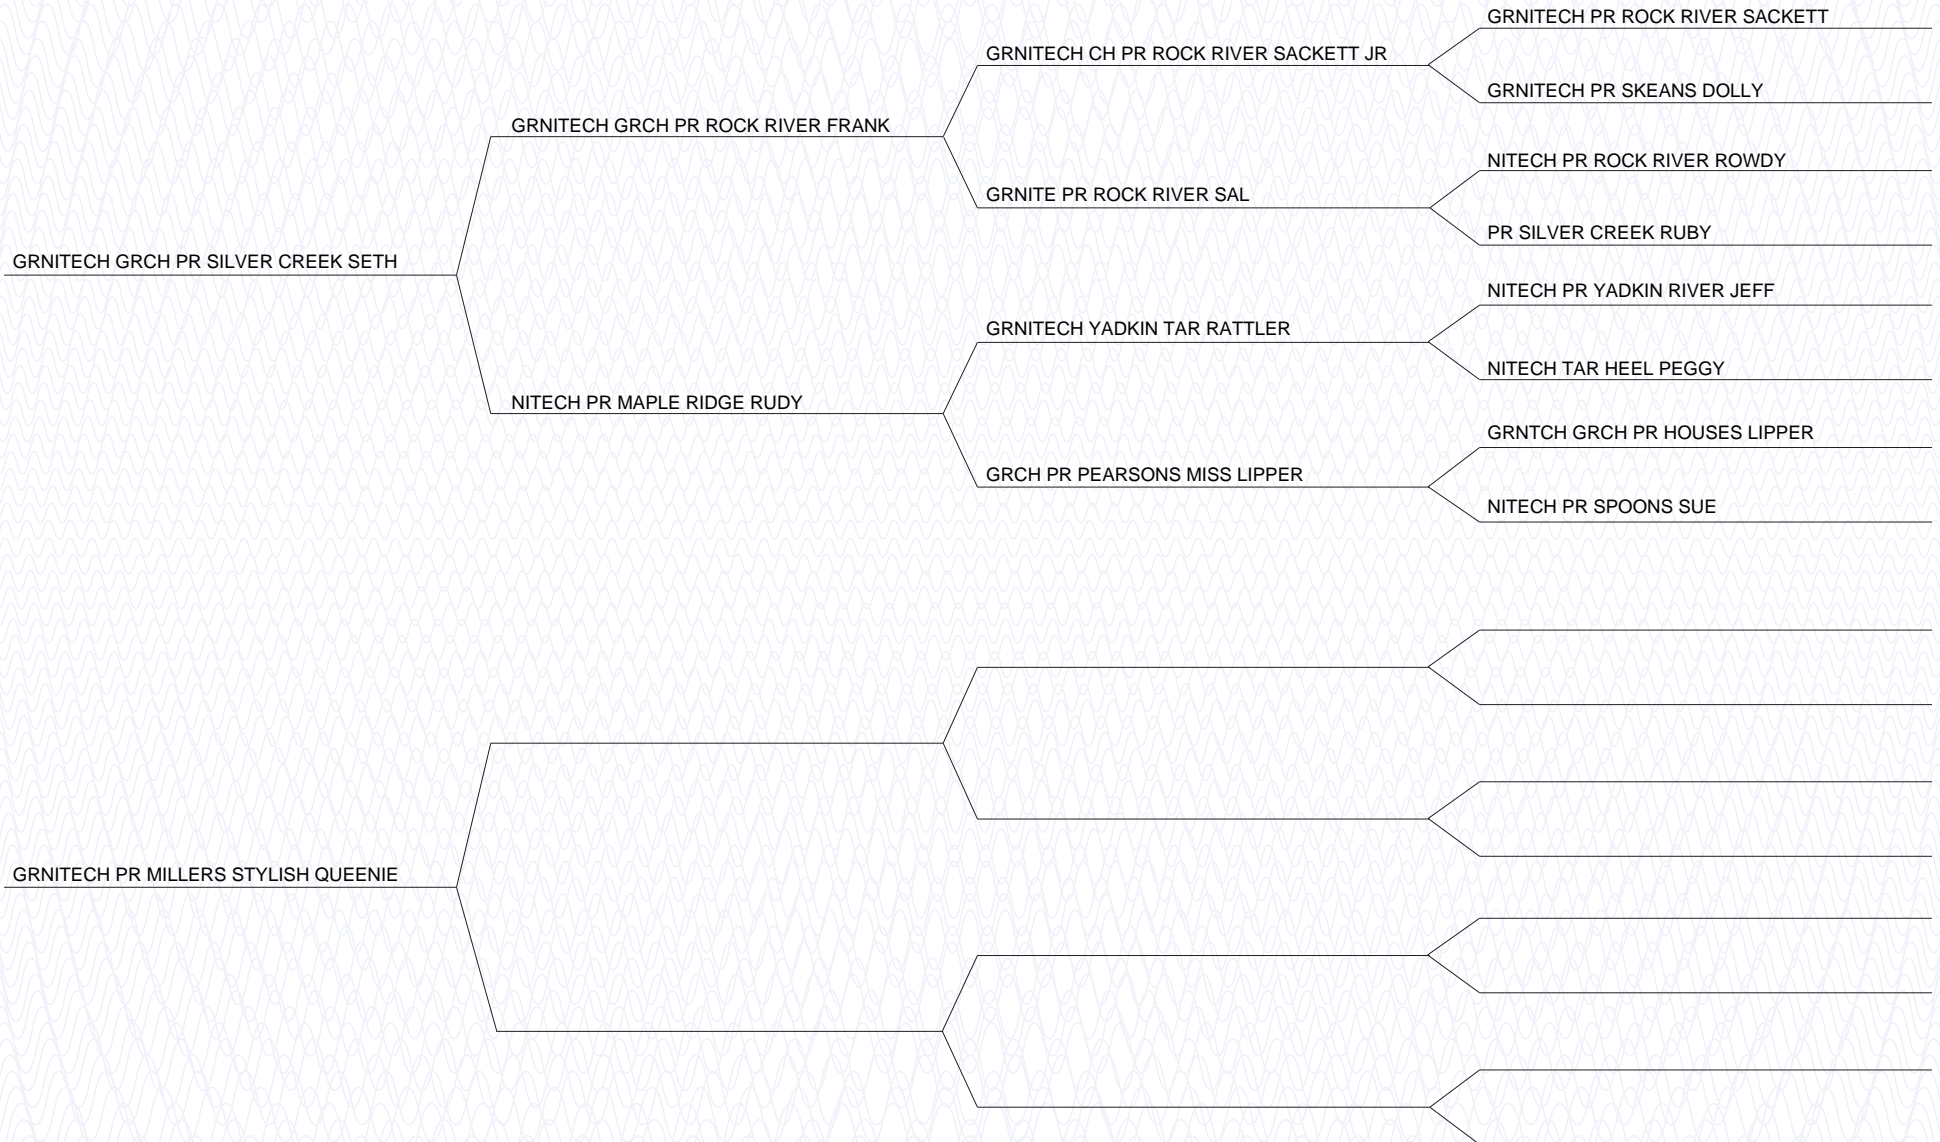 GRNITECH PR ROCK RIVER SACKETT
GRNITECH CH PR ROCK RIVER SACKETT JR
GRNITECH PR SKEANS DOLLY
GRNITECH GRCH PR ROCK RIVER FRANK
NITECH PR ROCK RIVER ROWDY
GRNITE PR ROCK RIVER SAL
PR SILVER CREEK RUBY
GRNITECH GRCH PR SILVER CREEK SETH
NITECH PR YADKIN RIVER JEFF
GRNITECH YADKIN TAR RATTLER
NITECH TAR HEEL PEGGY
NITECH PR MAPLE RIDGE RUDY
GRNTCH GRCH PR HOUSES LIPPER
GRCH PR PEARSONS MISS LIPPER
NITECH PR SPOONS SUE
GRNITECH PR MILLERS STYLISH QUEENIE